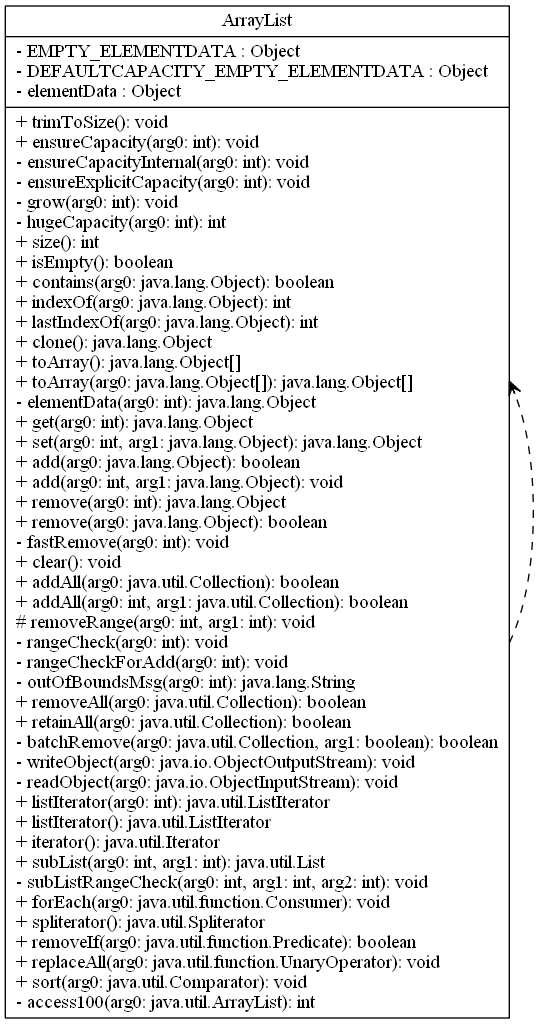 ArrayList
- EMPTY_ELEMENTDATA : Object
- DEFAULTCAPACITY_EMPTY_ELEMENTDATA : Object
- elementData : Object
+ trimToSize(): void
+ ensureCapacity(arg0: int): void
- ensureCapacityInternal(arg0: int): void
- ensureExplicitCapacity(arg0: int): void
- grow(arg0: int): void
- hugeCapacity(arg0: int): int
+ size(): int
+ isEmpty(): boolean
+ contains(arg0: java.lang.Object): boolean
+ indexOf(arg0: java.lang.Object): int
+ lastIndexOf(arg0: java.lang.Object): int
+ clone(): java.lang.Object
+ toArray(): java.lang.Object[]
+ toArray(arg0: java.lang.Object[]): java.lang.Object[]
- elementData(arg0: int): java.lang.Object
+ get(arg0: int): java.lang.Object
+ set(arg0: int, arg1: java.lang.Object): java.lang.Object
+ add(arg0: java.lang.Object): boolean
+ add(arg0: int, arg1: java.lang.Object): void
+ remove(arg0: int): java.lang.Object
+ remove(arg0: java.lang.Object): boolean
- fastRemove(arg0: int): void
+ clear(): void
+ addAll(arg0: java.util.Collection): boolean
+ addAll(arg0: int, arg1: java.util.Collection): boolean
# removeRange(arg0: int, arg1: int): void
- rangeCheck(arg0: int): void
- rangeCheckForAdd(arg0: int): void
- outOfBoundsMsg(arg0: int): java.lang.String
+ removeAll(arg0: java.util.Collection): boolean
+ retainAll(arg0: java.util.Collection): boolean
- batchRemove(arg0: java.util.Collection, arg1: boolean): boolean
- writeObject(arg0: java.io.ObjectOutputStream): void
- readObject(arg0: java.io.ObjectInputStream): void
+ listIterator(arg0: int): java.util.ListIterator
+ listIterator(): java.util.ListIterator
+ iterator(): java.util.Iterator
+ subList(arg0: int, arg1: int): java.util.List
- subListRangeCheck(arg0: int, arg1: int, arg2: int): void
+ forEach(arg0: java.util.function.Consumer): void
+ spliterator(): java.util.Spliterator
+ removeIf(arg0: java.util.function.Predicate): boolean
+ replaceAll(arg0: java.util.function.UnaryOperator): void
+ sort(arg0: java.util.Comparator): void
- access100(arg0: java.util.ArrayList): int